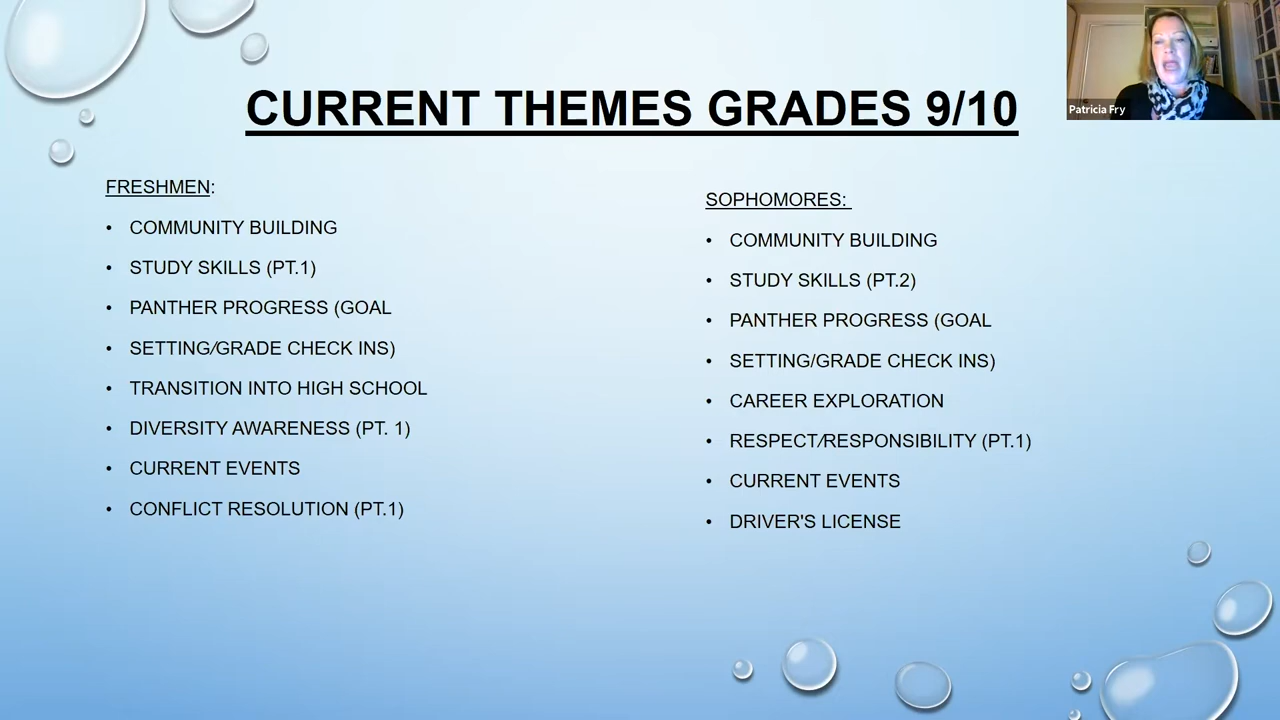 CURRENT THEMES GRADES 9/10
Patricia Fry
FRESHMEN:
• COMMUNITY BUILDING
• STUDY SKILLS (PT.1)
• PANTHER PROGRESS (GOAL
• SETTING/GRADE CHECK INS)
• TRANSITION INTO HIGH SCHOOL
• DIVERSITY AWARENESS (PT. 1)
• CURRENT EVENTS
• CONFLICT RESOLUTION (PT.1)
SOPHOMORES:
• COMMUNITY BUILDING
• STUDY SKILLS (PT.2)
• PANTHER PROGRESS (GOAL
• SETTING/GRADE CHECK INS)
• CAREER EXPLORATION
• RESPECT/RESPONSIBILITY (PT.1)
• CURRENT EVENTS
• DRIVER'S LICENSE